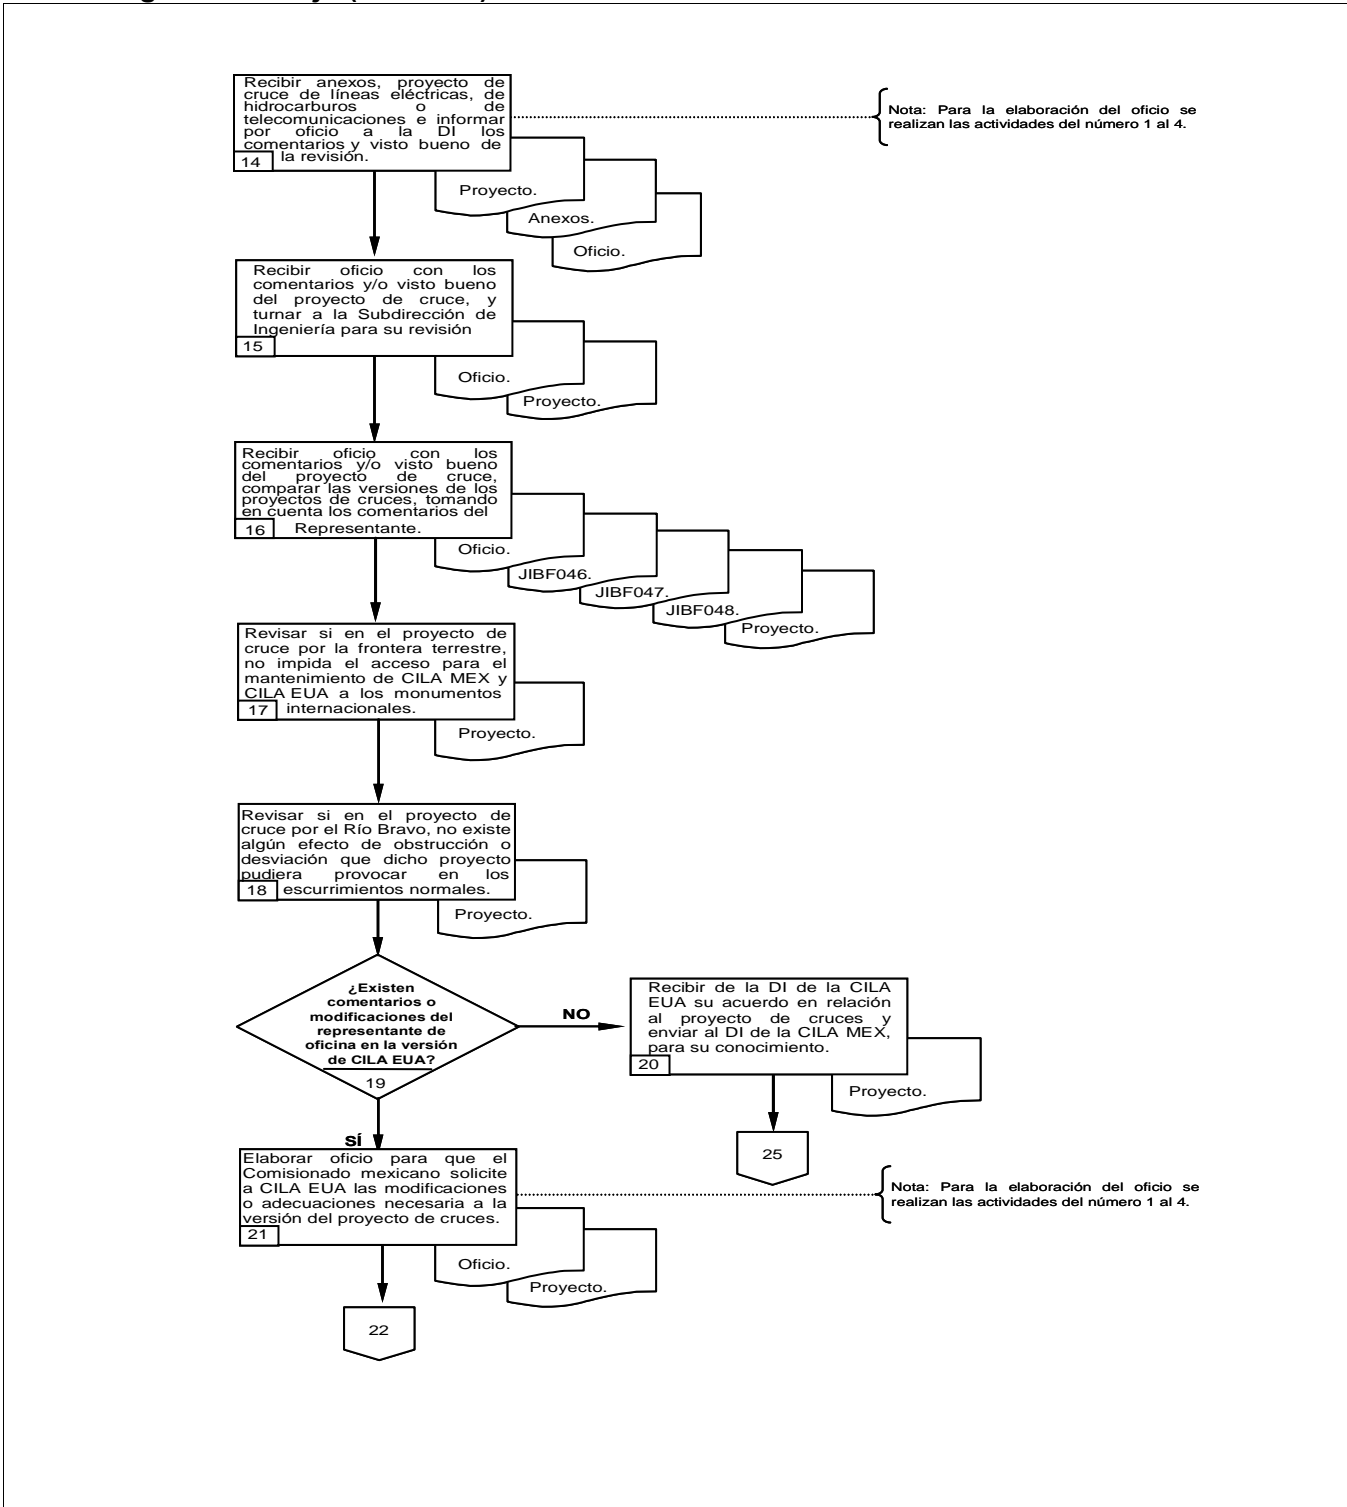 Recibir anexos, proyecto de
cruce de líneas eléctricas, de
hidrocarburos o de
telecomunicaciones e informar
por oficio a la DI los
comentarios y visto bueno de
la revisión.
14
Nota: Para la elaboración del oficio se
realizan las actividades del número 1 al 4.
Proyecto.
Anexos.
Oficio.
Recibir oficio con los
comentarios y/o visto bueno
del proyecto de cruce, y
turnar a la Subdirección de
Ingeniería para su revisión
15
Oficio.
Proyecto.
Recibir oficio con los
comentarios y/o visto bueno
del proyecto de cruce,
comparar las versiones de los
proyectos de cruces, tomando
en cuenta los comentarios del
Representante.
16
Oficio.
JIBF046.
JIBF047.
JIBF048.
Proyecto.
Revisar si en el proyecto de
cruce por la frontera terrestre,
no impida el acceso para el
mantenimiento de CILA MEX y
CILA EUA a los monumentos
internacionales.
17
Proyecto.
Revisar si en el proyecto de
cruce por el Río Bravo, no existe
algún efecto de obstrucción o
desviación que dicho proyecto
pudiera provocar en los
escurrimientos normales.
18
Proyecto.
¿Existen
comentarios o
modificaciones del
representante de
oficina en la versión
de CILA EUA?
19
NO
Recibir de la DI de la CILA
EUA su acuerdo en relación
al proyecto de cruces y
enviar al DI de la CILA MEX,
para su conocimiento.
20
Proyecto.
25
SÍ
Elaborar oficio para que el
Comisionado mexicano solicite
a CILA EUA las modificaciones
o adecuaciones necesaria a la
versión del proyecto de cruces.
21
Nota: Para la elaboración del oficio se
realizan las actividades del número 1 al 4.
Oficio.
Proyecto.
22